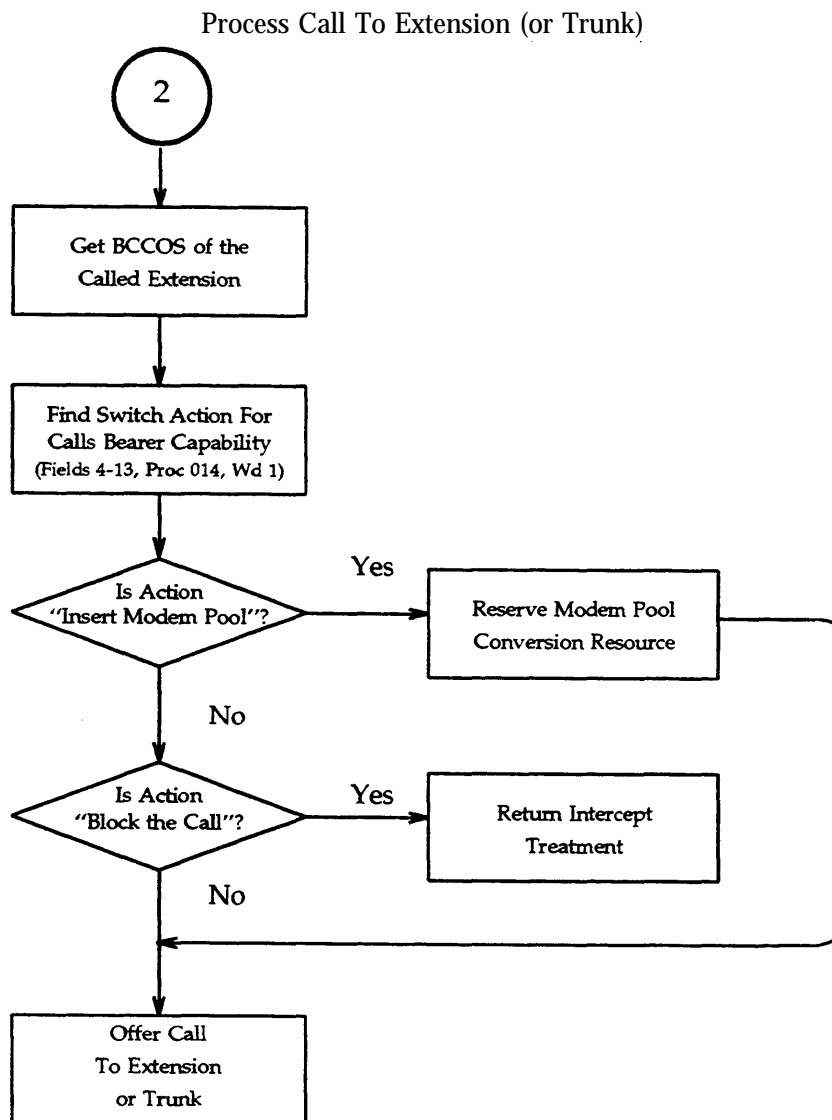 Process Call To Extension (or Trunk)
2
Get BCCOS of the
Called Extension
Find Switch Action For
Calls Bearer Capability
(Fields 4-13, Proc 014, Wd 1)
Is Action
“Insert Modem Pool”?
Yes
Reserve Modem Pool
Conversion Resource
No
Is Action
“Block the Call”?
Yes
Return Intercept
Treatment
No
Offer Call
To Extension
or Trunk